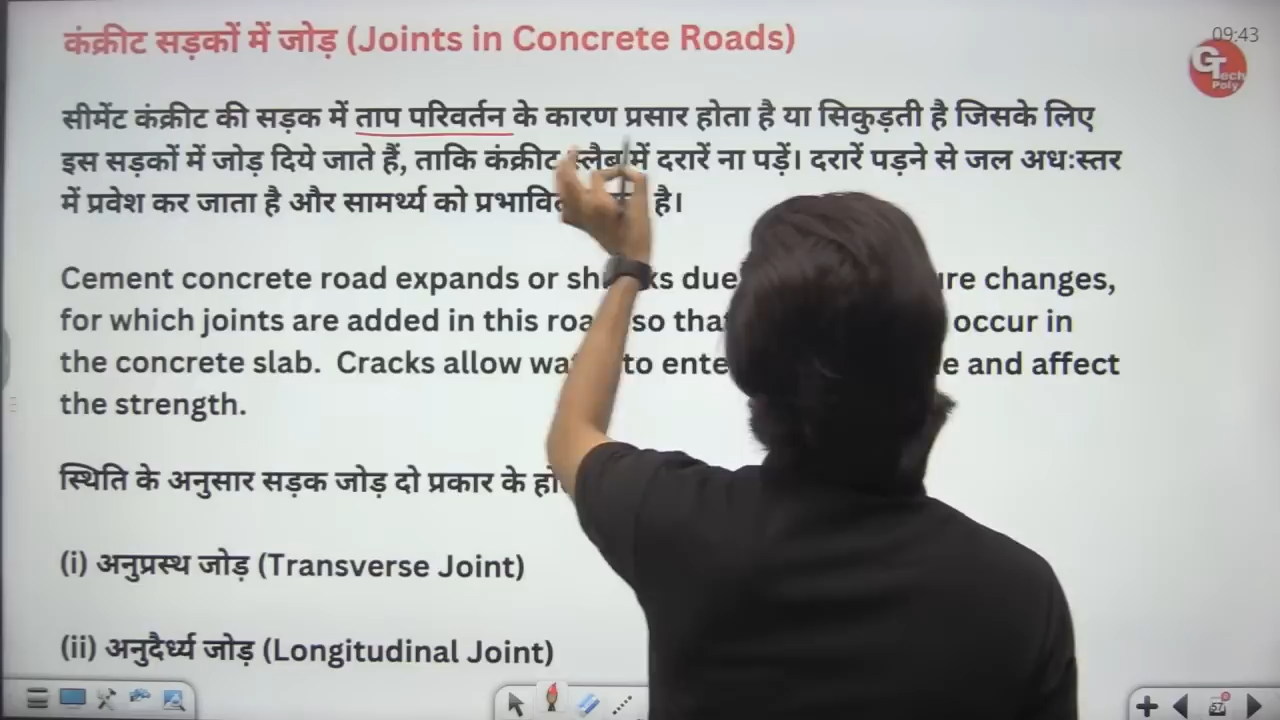 कंक्रीट सड़कों में जोड़ (Joints in Concrete Roads)
09:43
GTech Poly
सीमेंट कंक्रीट की सड़क में ताप परिवर्तन के कारण प्रसार होता है या सिकुड़ती है जिसके लिए
इस सड़कों में जोड़ दिये जाते हैं, ताकि कंक्रीट स्लैब में दरारें ना पड़ें। दरारें पड़ने से जल अधःस्तर
में प्रवेश कर जाता है और सामर्थ्य को है।
Cement concrete road expands or due changes,
for which joints are added in this so occur in
the concrete slab. Cracks allow to and affect
the strength.
स्थिति के अनुसार सड़क जोड़ दो प्रकार के
(i) अनुप्रस्थ जोड़ (Transverse Joint)
(ii) अनुदैर्ध्य जोड़ (Longitudinal Joint)
57